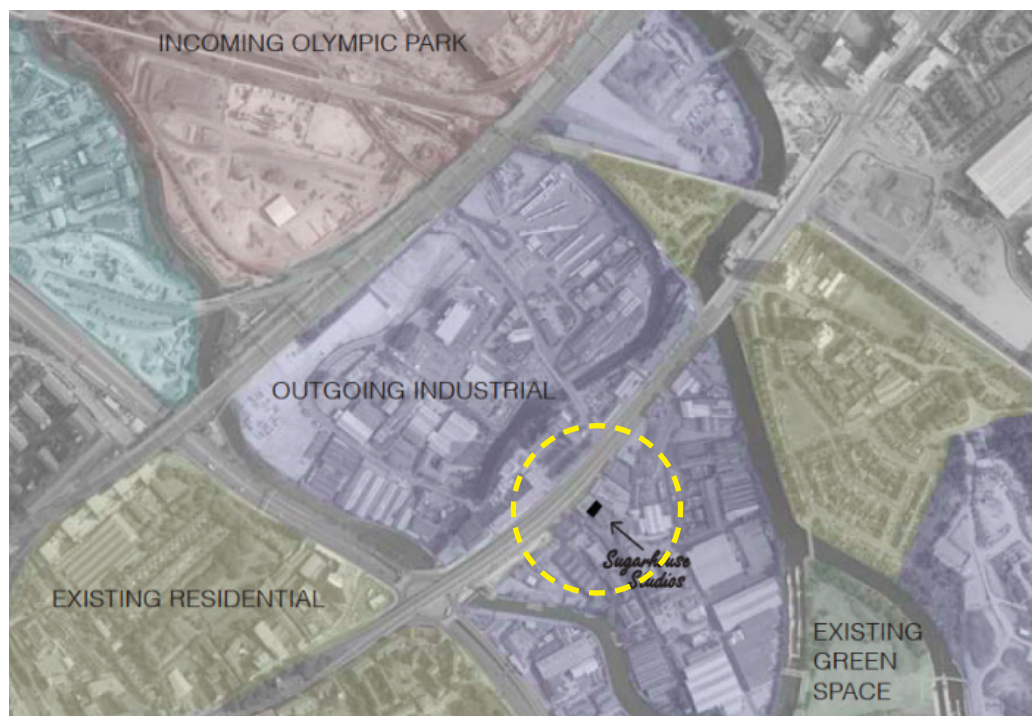 INCOMING OLYMPIC PARK
OUTGOING INDUSTRIAL
Sugarhouse
Studios
EXISTING RESIDENTIAL
EXISTING
GREEN
SPACE